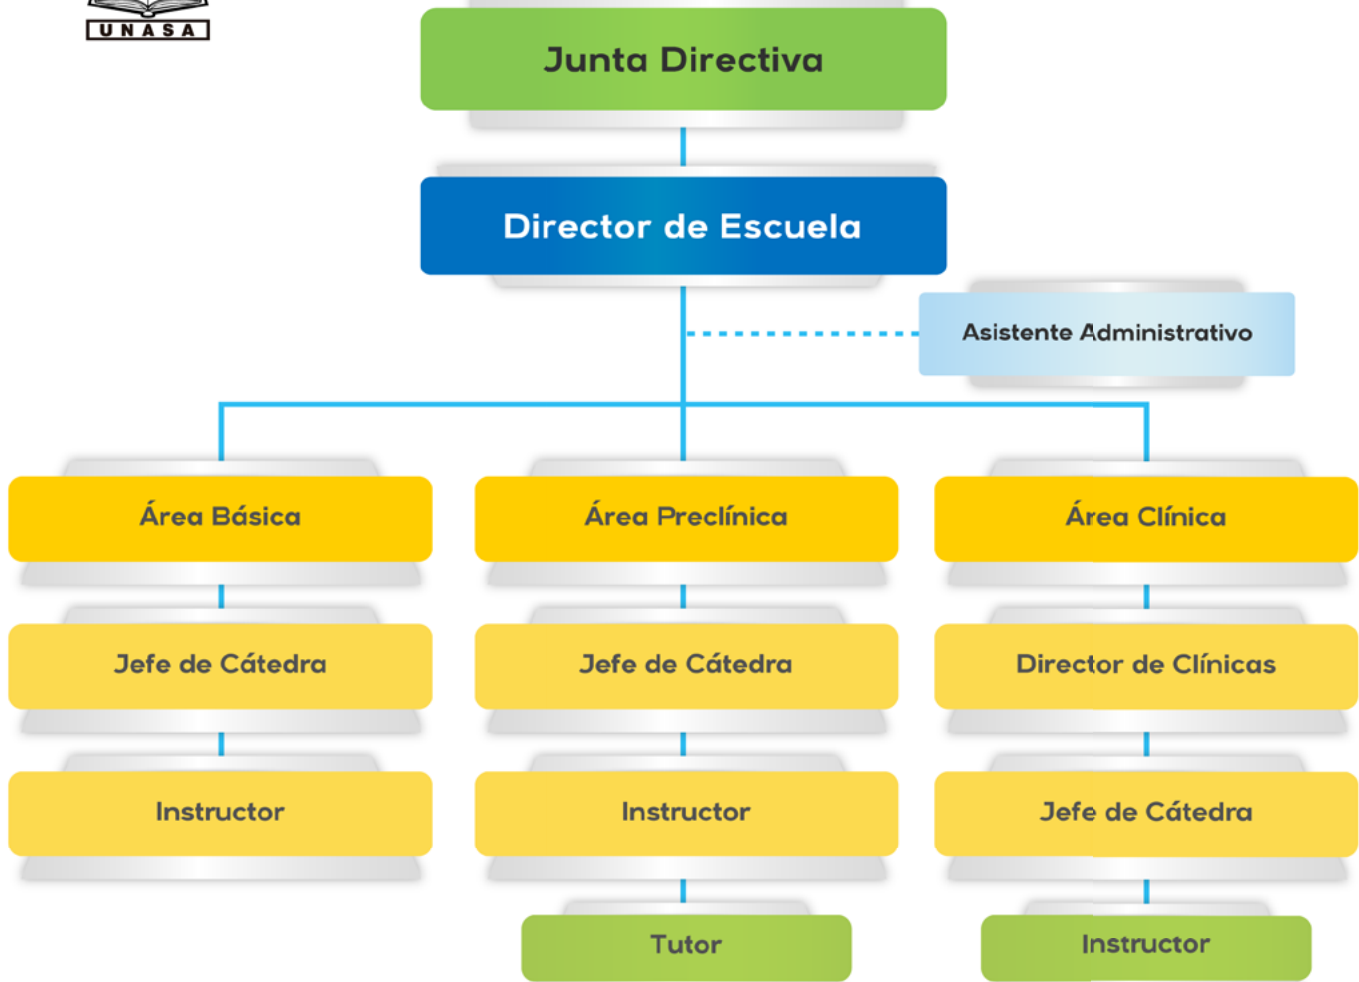 UNASA
Junta Directiva
Director de Escuela
Asistente Administrativo
Área Básica
Área Preclínica
Área Clínica
Jefe de Cátedra
Jefe de Cátedra
Director de Clínicas
Instructor
Instructor
Jefe de Cátedra
Tutor
Instructor